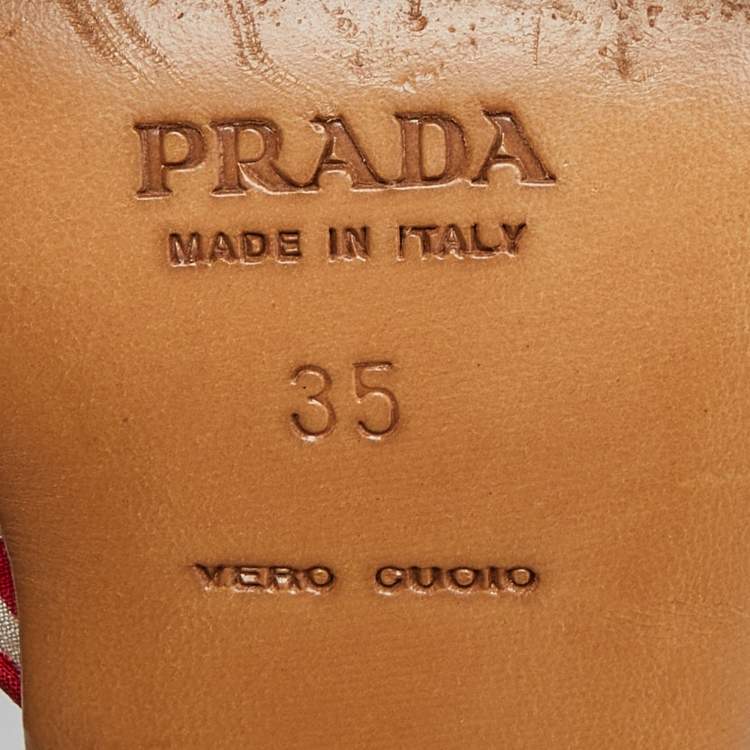 PRADA
MADE IN ITALY
35
VERO CUOIO